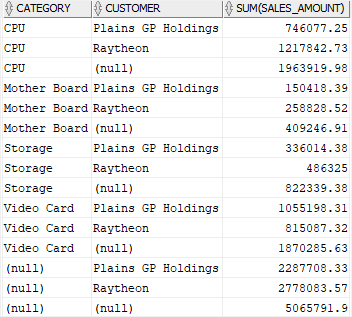 CATEGORY CUSTOMER SUM(SALES_AMOUNT)
CPU Plains GP Holdings 746077.25
CPU Raytheon 1217842.73
CPU (null) 1963919.98
Mother Board Plains GP Holdings 150418.39
Mother Board Raytheon 258828.52
Mother Board (null) 409246.91
Storage Plains GP Holdings 336014.38
Storage Raytheon 486325
Storage (null) 822339.38
Video Card Plains GP Holdings 1055198.31
Video Card Raytheon 815087.32
Video Card (null) 1870285.63
(null) Plains GP Holdings 2287708.33
(null) Raytheon 2778083.57
(null) (null) 5065791.9